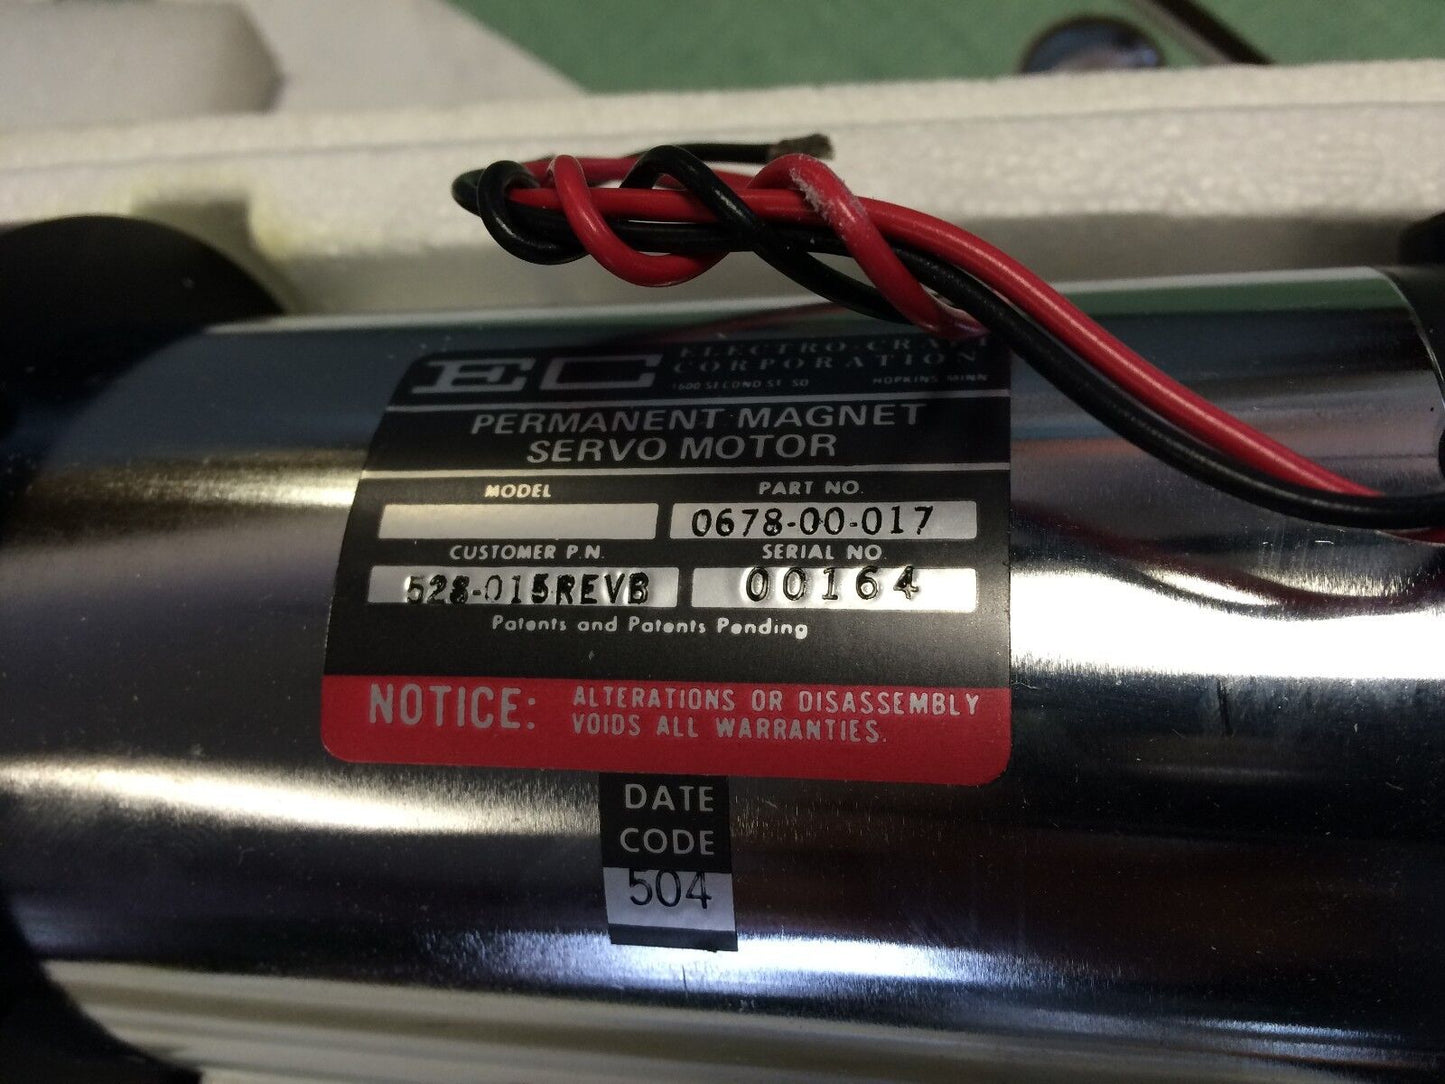 EC
ELECTRO-CRAFT
CORPORATION
1600 SECOND ST. SO HOPKINS, MINN
PERMANENT MAGNET
SERVO MOTOR
MODEL PART NO.
0678-00-017
CUSTOMER P.N. SERIAL NO.
528-015REVB 00164
Patents and Patents Pending
NOTICE: ALTERATIONS OR DISASSEMBLY
VOIDS ALL WARRANTIES.
DATE
CODE
504